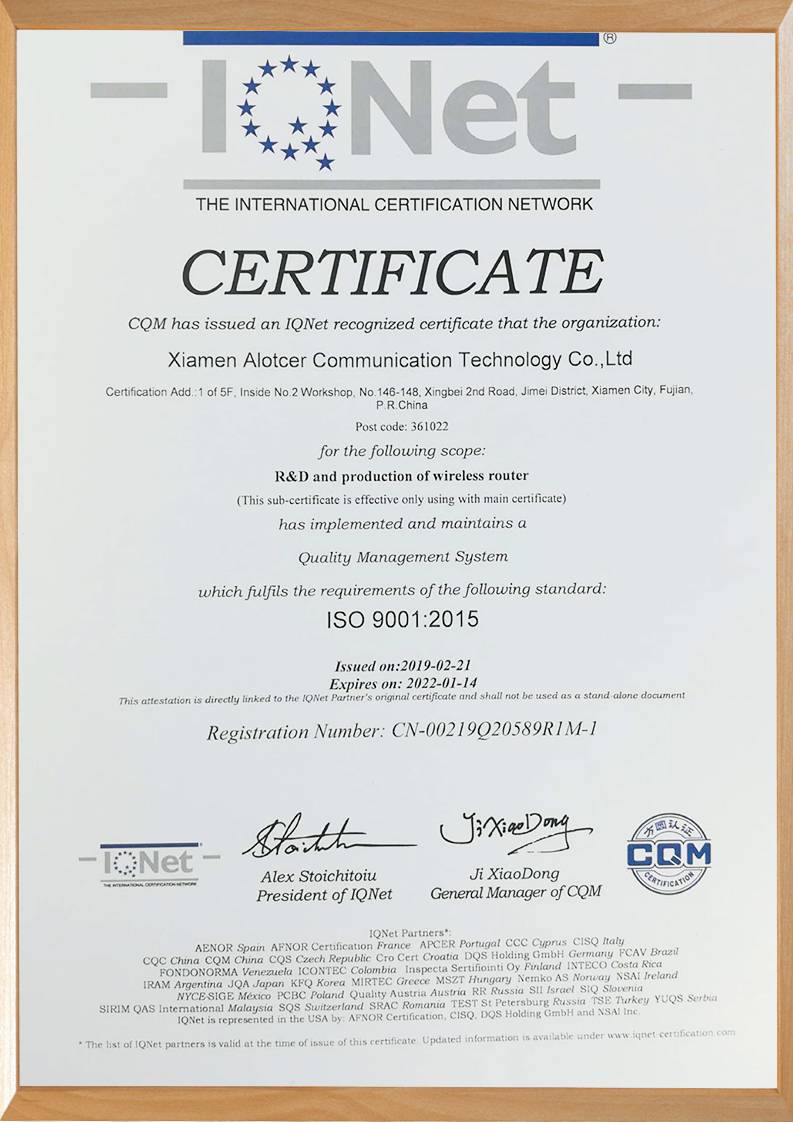 IQNet ®
THE INTERNATIONAL CERTIFICATION NETWORK
CERTIFICATE
CQM has issued an IQNet recognized certificate that the organization:
Xiamen Alotcer Communication Technology Co.,Ltd
Certification Add.:1 of 5F, Inside No.2 Workshop, No.146-148, Xingbei 2nd Road, Jimei District, Xiamen City, Fujian,
P.R.China
Post code: 361022
for the following scope:
R&D and production of wireless router
(This sub-certificate is effective only using with main certificate)
has implemented and maintains a
Quality Management System
which fulfils the requirements of the following standard:
ISO 9001:2015
Issued on:2019-02-21
Expires on: 2022-01-14
This attestation is directly linked to the IQNet Partner's original certificate and shall not be used as a stand-alone document
Registration Number: CN-00219Q20589R1M-1
IQNet
THE INTERNATIONAL CERTIFICATION NETWORK
Alex Stoichitoiu
President of IQNet
Ji XiaoDong
Ji XiaoDong
General Manager of CQM
方圆认证
CQM
CERTIFICATION
IQNet Partners*:
AENOR Spain AFNOR Certification France APCER Portugal CCC Cyprus CISQ Italy
CQC China CQM China CQS Czech Republic Cro Cert Croatia DQS Holding GmbH Germany FCAV Brazil
FONDONORMA Venezuela ICONTEC Colombia Inspecta Sertifiointi Oy Finland INTECO Costa Rica
IRAM Argentina JQA Japan KFQ Korea MIRTEC Greece MSZT Hungary Nemko AS Norway NSAI Ireland
NYCE-SIGE México PCBC Poland Quality Austria Austria RR Russia SII Israel SIQ Slovenia
SIRIM QAS International Malaysia SQS Switzerland SRAC Romania TEST St Petersburg Russia TSE Turkey YUQS Serbia
IQNet is represented in the USA by: AFNOR Certification, CISQ, DQS Holding GmbH and NSAI Inc.
* The list of IQNet partners is valid at the time of issue of this certificate. Updated information is available under www.iqnet-certification.com